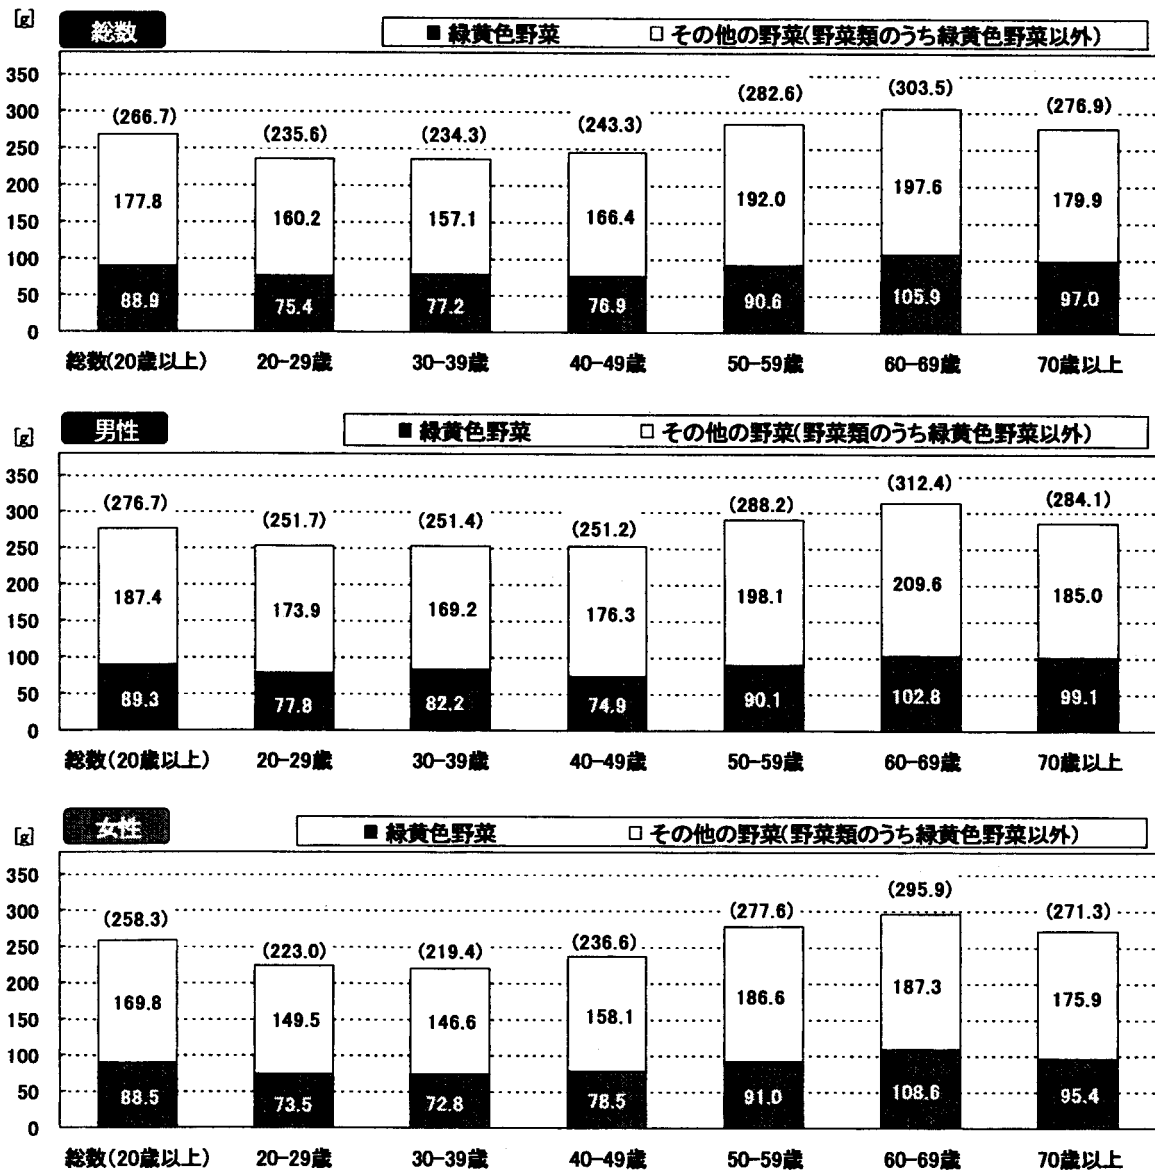 [g]
総数
■ 緑黄色野菜 □ その他の野菜(野菜類のうち緑黄色野菜以外)
350
300
250
200
150
100
50
0
(266.7) (235.6) (234.3) (243.3) (282.6) (303.5) (276.9)
177.8 160.2 157.1 166.4 192.0 197.6 179.9
88.9 75.4 77.2 76.9 90.6 105.9 97.0
総数(20歳以上) 20-29歳 30-39歳 40-49歳 50-59歳 60-69歳 70歳以上
[g]
男性
■ 緑黄色野菜 □ その他の野菜(野菜類のうち緑黄色野菜以外)
350
300
250
200
150
100
50
0
(276.7) (251.7) (251.4) (251.2) (288.2) (312.4) (284.1)
187.4 173.9 169.2 176.3 198.1 209.6 185.0
89.3 77.8 82.2 74.9 90.1 102.8 99.1
総数(20歳以上) 20-29歳 30-39歳 40-49歳 50-59歳 60-69歳 70歳以上
[g]
女性
■ 緑黄色野菜 □ その他の野菜(野菜類のうち緑黄色野菜以外)
350
300
250
200
150
100
50
0
(258.3) (223.0) (219.4) (236.6) (277.6) (295.9) (271.3)
169.8 149.5 146.6 158.1 186.6 187.3 175.9
88.5 73.5 72.8 78.5 91.0 108.6 95.4
総数(20歳以上) 20-29歳 30-39歳 40-49歳 50-59歳 60-69歳 70歳以上